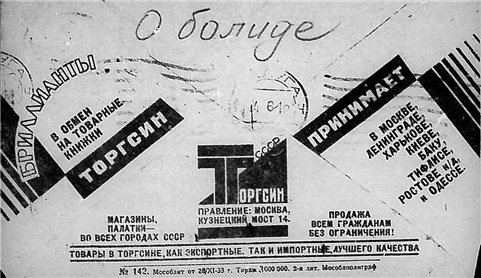 О болиде
БРИЛЛИАНТЫ
В ОБМЕН
НА ТОВАРНЫЕ
КНИЖКИ
ТОРГСИН
ПРИНИМАЕТ
В МОСКВЕ,
ЛЕНИНГРАДЕ,
ХАРЬКОВЕ,
КИЕВЕ,
БАКУ,
ТИФЛИСЕ,
РОСТОВЕ н/Д.
И ОДЕССЕ.
СССР
ТОРГСИН
ПРАВЛЕНИЕ: МОСКВА,
КУЗНЕЦКИЙ МОСТ 14.
МАГАЗИНЫ,
ПАЛАТКИ—
ВО ВСЕХ ГОРОДАХ СССР
ПРОДАЖА
ВСЕМ ГРАЖДАНАМ
БЕЗ ОГРАНИЧЕНИЯ!
ТОВАРЫ В ТОРГСИНЕ, КАК ЭКСПОРТНЫЕ. ТАК И ИМПОРТНЫЕ, ЛУЧШЕГО КАЧЕСТВА
№ 142. Мособлит от 28/XI-33 г. Тираж 1000 000. 2-я лит. Мособлполиграф